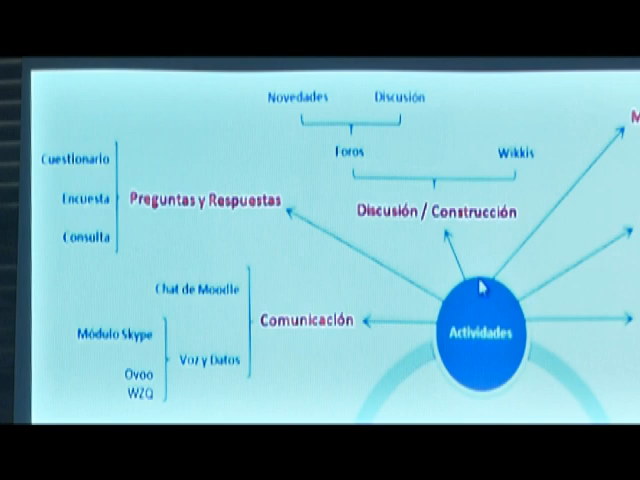 Novedades
Discusión
M
Foros
Wikkis
Cuestionario
Encuesta
Consulta
Preguntas y Respuestas
Discusión / Construcción
Chat de Moodle
Comunicación
Módulo Skype
Voz y Datos
Ovoo
WZQ
Actividades